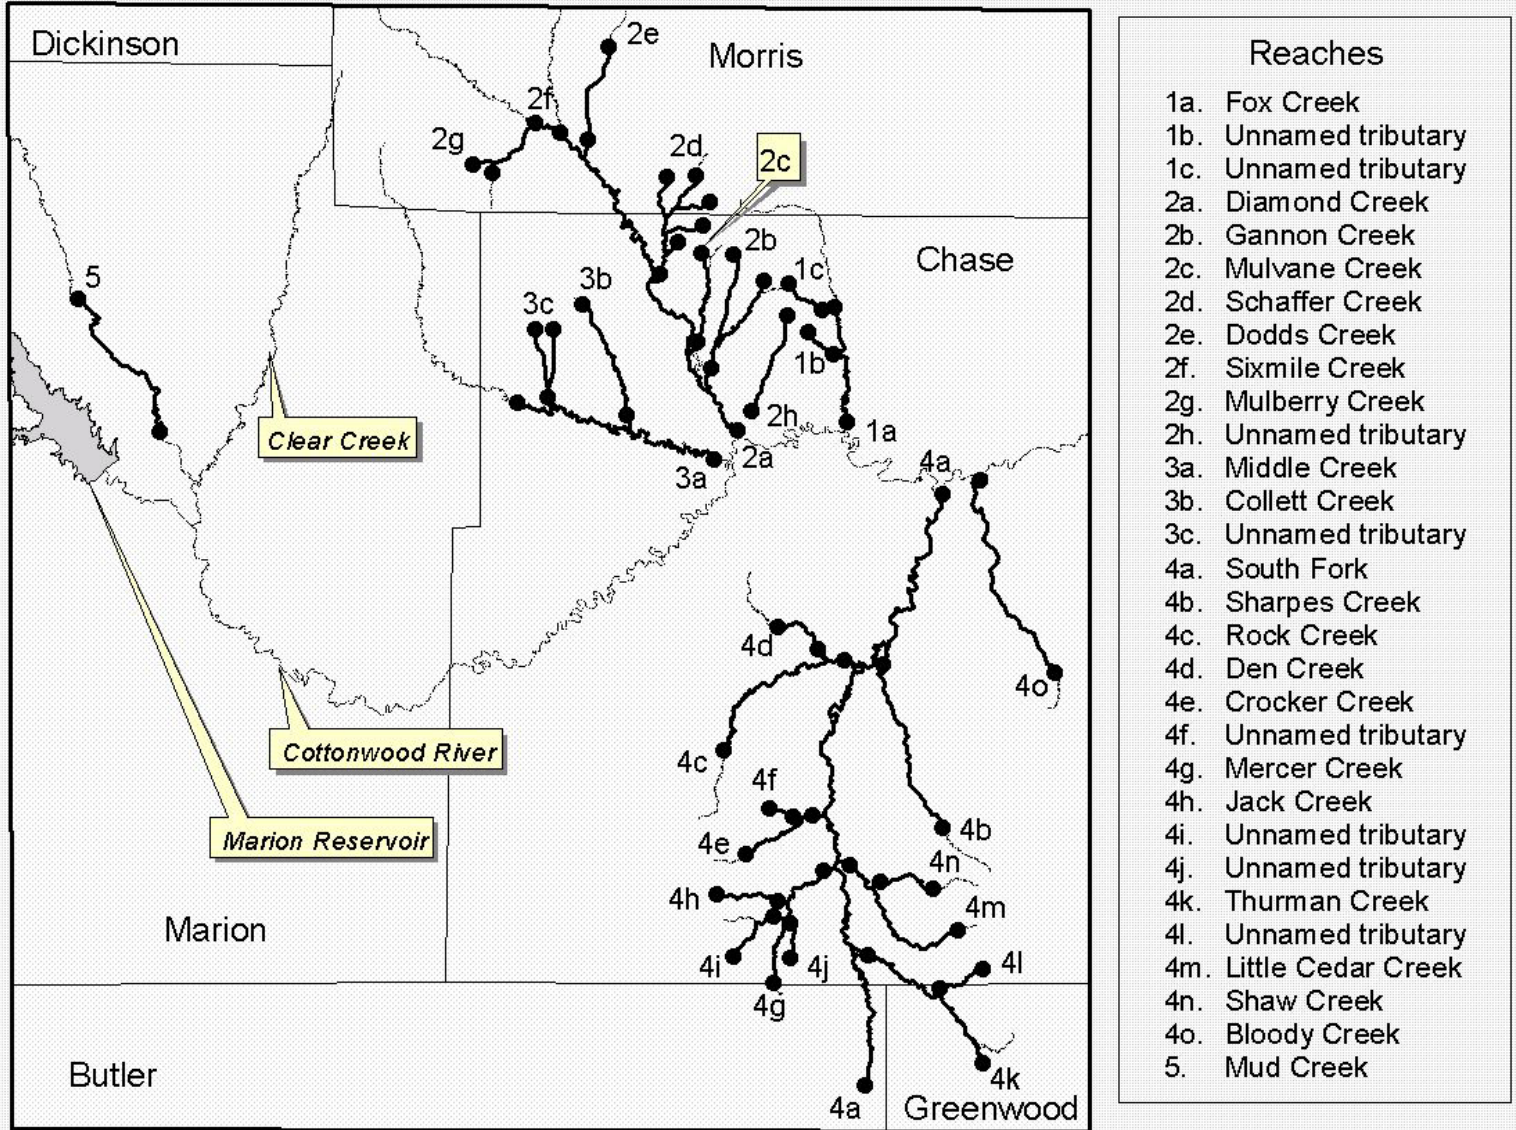 Dickinson
Morris
2e
2f
2g
2d
2c
2b
Chase
5
3b
3c
1c
1b
Clear Creek
2h
1a
2a
3a
4a
4d
4o
Cottonwood River
4c
4f
Marion Reservoir
4e
4b
4n
4h
4m
Marion
4i
4j
4l
4g
Butler
4k
4a
Greenwood
Reaches
1a. Fox Creek
1b. Unnamed tributary
1c. Unnamed tributary
2a. Diamond Creek
2b. Gannon Creek
2c. Mulvane Creek
2d. Schaffer Creek
2e. Dodds Creek
2f. Sixmile Creek
2g. Mulberry Creek
2h. Unnamed tributary
3a. Middle Creek
3b. Collett Creek
3c. Unnamed tributary
4a. South Fork
4b. Sharpes Creek
4c. Rock Creek
4d. Den Creek
4e. Crocker Creek
4f. Unnamed tributary
4g. Mercer Creek
4h. Jack Creek
4i. Unnamed tributary
4j. Unnamed tributary
4k. Thurman Creek
4l. Unnamed tributary
4m. Little Cedar Creek
4n. Shaw Creek
4o. Bloody Creek
5. Mud Creek